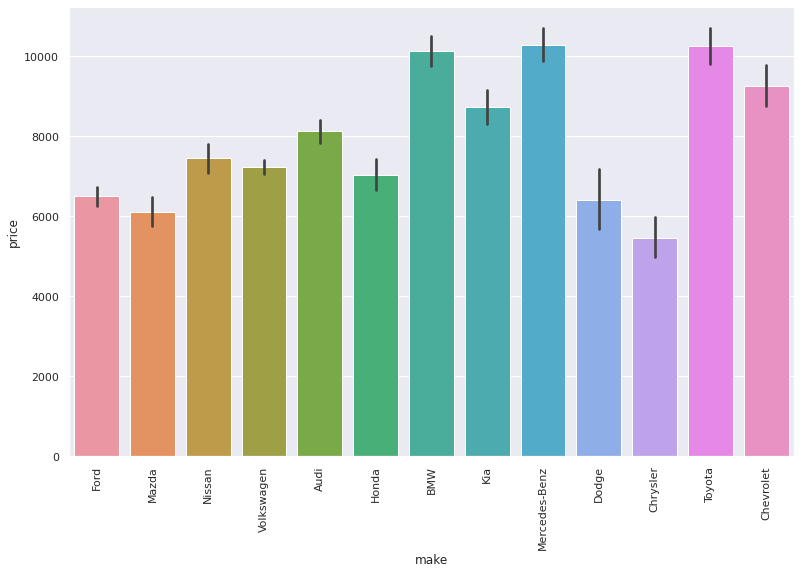 10000
8000
6000
4000
2000
0
price
Ford
Mazda
Nissan
Volkswagen
Audi
Honda
BMW
Kia
Mercedes-Benz
Dodge
Chrysler
Toyota
Chevrolet
make